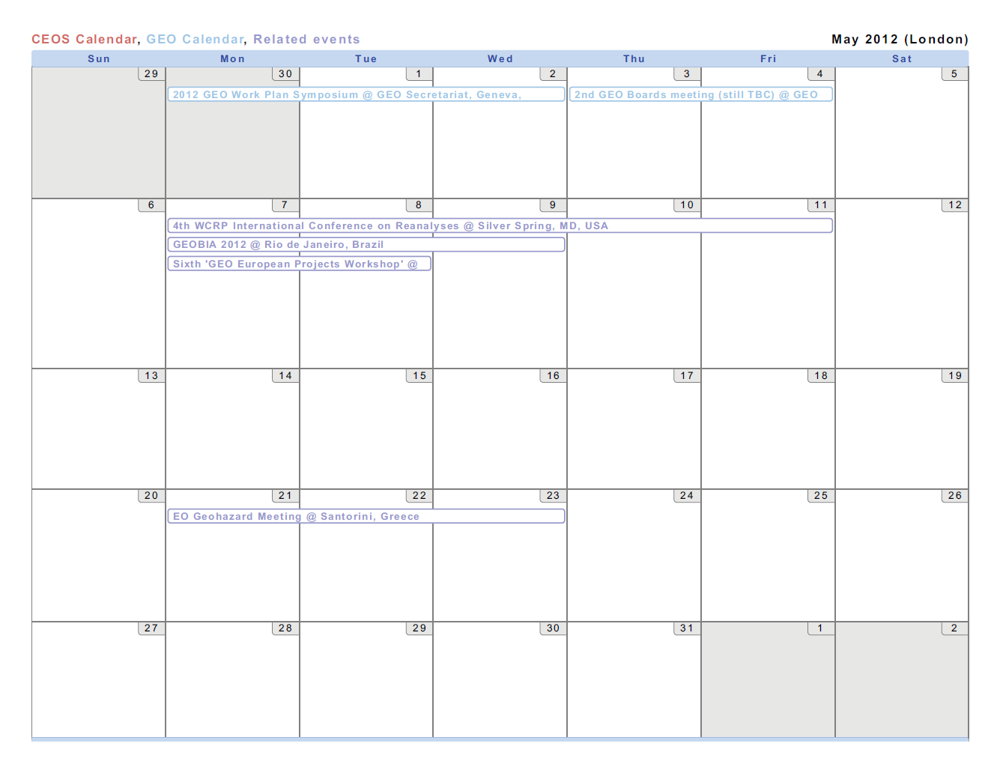 CEOS Calendar, GEO Calendar, Related events May 2012 (London)
Sun Mon Tue Wed Thu Fri Sat
29 30 1 2 3 4 5
2012 GEO Work Plan Symposium @ GEO Secretariat, Geneva, 2nd GEO Boards meeting (still TBC) @ GEO
6 7 8 9 10 11 12
4th WCRP International Conference on Reanalyses @ Silver Spring, MD, USA
GEOBIA 2012 @ Rio de Janeiro, Brazil
Sixth 'GEO European Projects Workshop' @
13 14 15 16 17 18 19
20 21 22 23 24 25 26
EO Geohazard Meeting @ Santorini, Greece
27 28 29 30 31 1 2